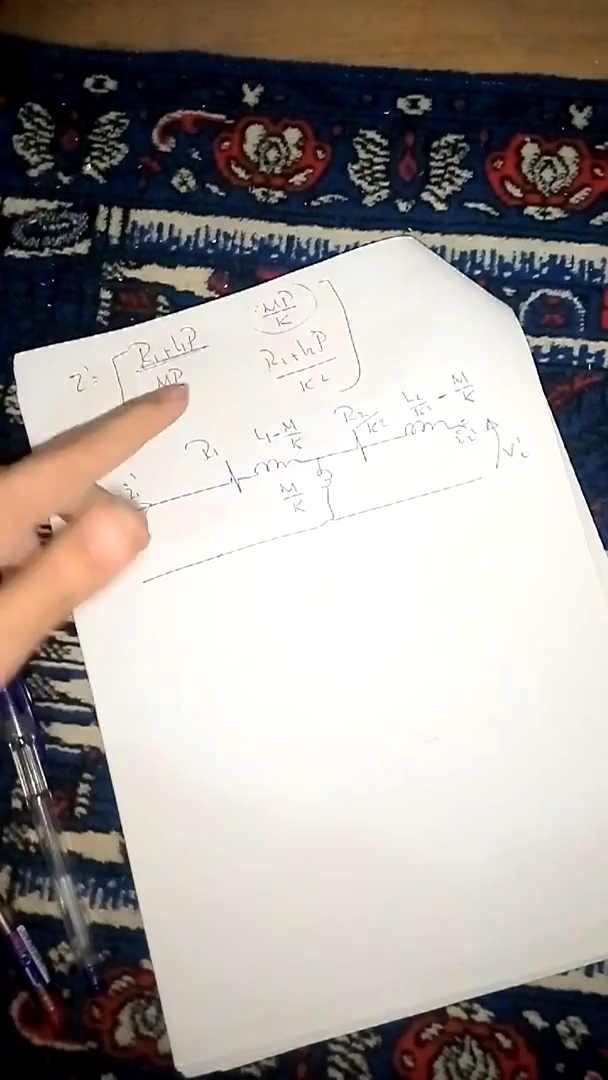 Z' = [ R₁+L₁P MP/K
MP R₂+L₂P/K²
R₁ L₁-M/K R₂/K² L₂/K² - M/K
i₁' M/K i₂' V₂'